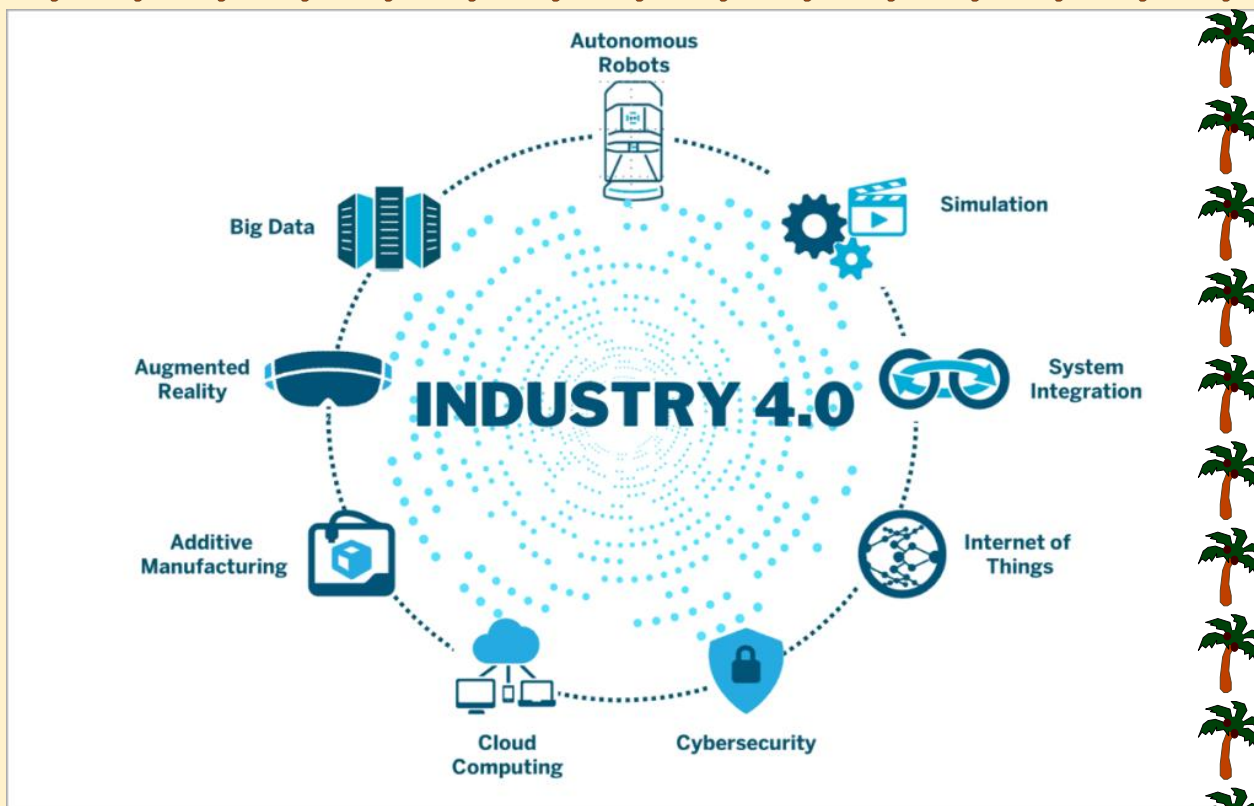 Autonomous
Robots
Simulation
Big Data
System
Integration
Augmented
Reality
INDUSTRY 4.0
Internet of
Things
Additive
Manufacturing
Cybersecurity
Cloud
Computing